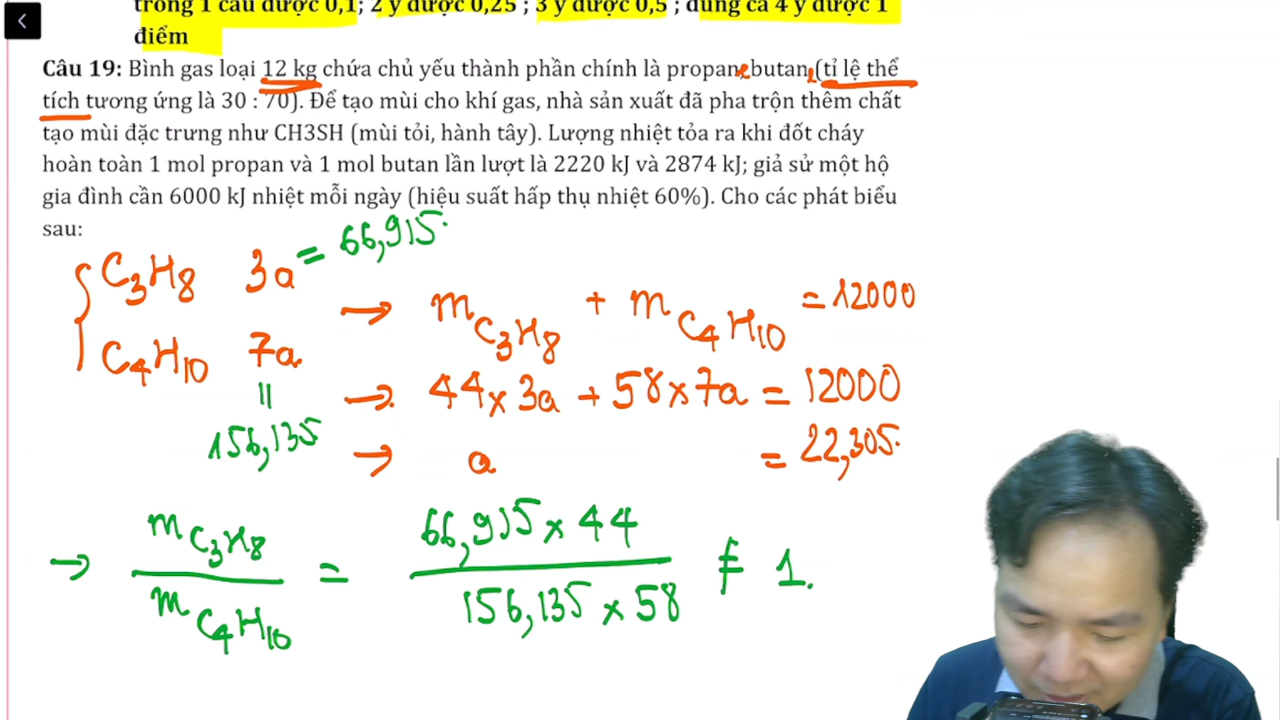 trong 1 câu được 0,1; 2 ý được 0,25 ; 3 ý được 0,5 ; đúng cả 4 ý được 1
điểm
Câu 19: Bình gas loại 12 kg chứa chủ yếu thành phần chính là propan, butan (tỉ lệ thể
tích tương ứng là 30 : 70). Để tạo mùi cho khí gas, nhà sản xuất đã pha trộn thêm chất
tạo mùi đặc trưng như CH3SH (mùi tỏi, hành tây). Lượng nhiệt tỏa ra khi đốt cháy
hoàn toàn 1 mol propan và 1 mol butan lần lượt là 2220 kJ và 2874 kJ; giả sử một hộ
gia đình cần 6000 kJ nhiệt mỗi ngày (hiệu suất hấp thụ nhiệt 60%). Cho các phát biểu
sau:
C3H8 3a = 66,915
C4H10 7a
= 156,135
→ mC3H8 + mC4H10 = 12000
→ 44 x 3a + 58 x 7a = 12000
→ a = 22,305
→ mC3H8 / mC4H10 = 66,915 x 44 / 156,135 x 58 ≠ 1.